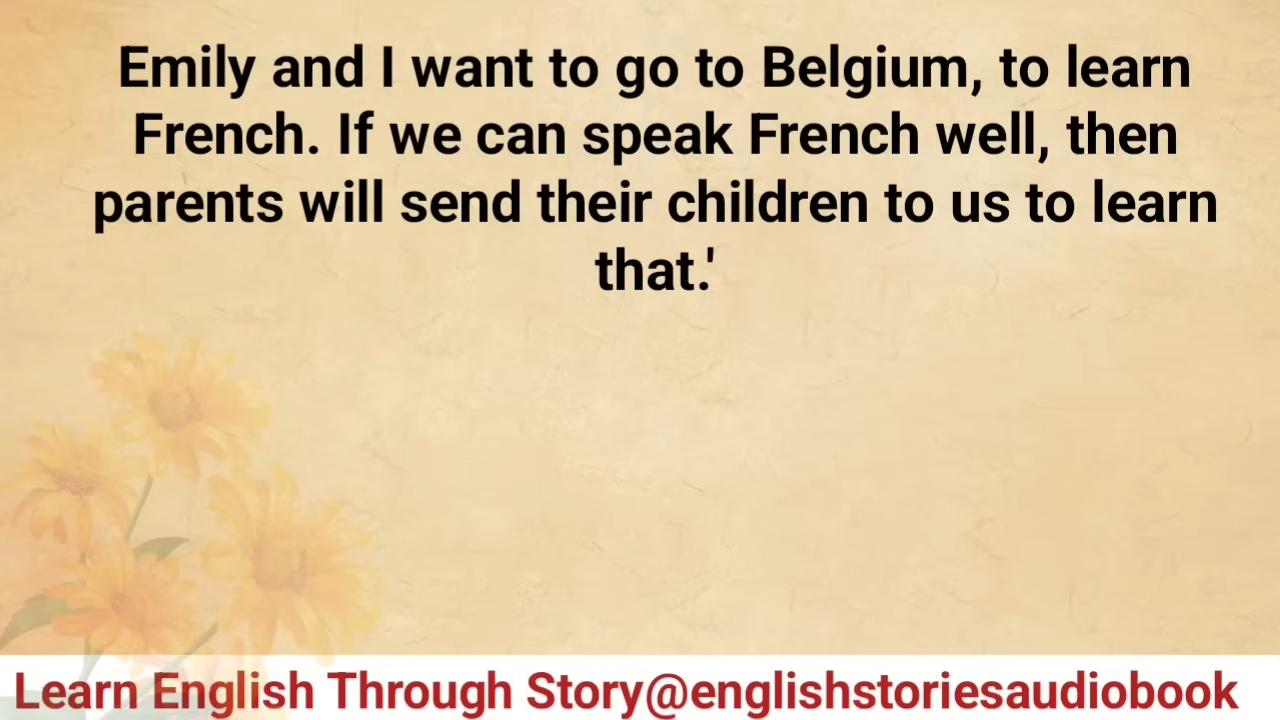 Emily and I want to go to Belgium, to learn
French. If we can speak French well, then
parents will send their children to us to learn
that.'
Learn English Through Story@englishstoriesaudiobook